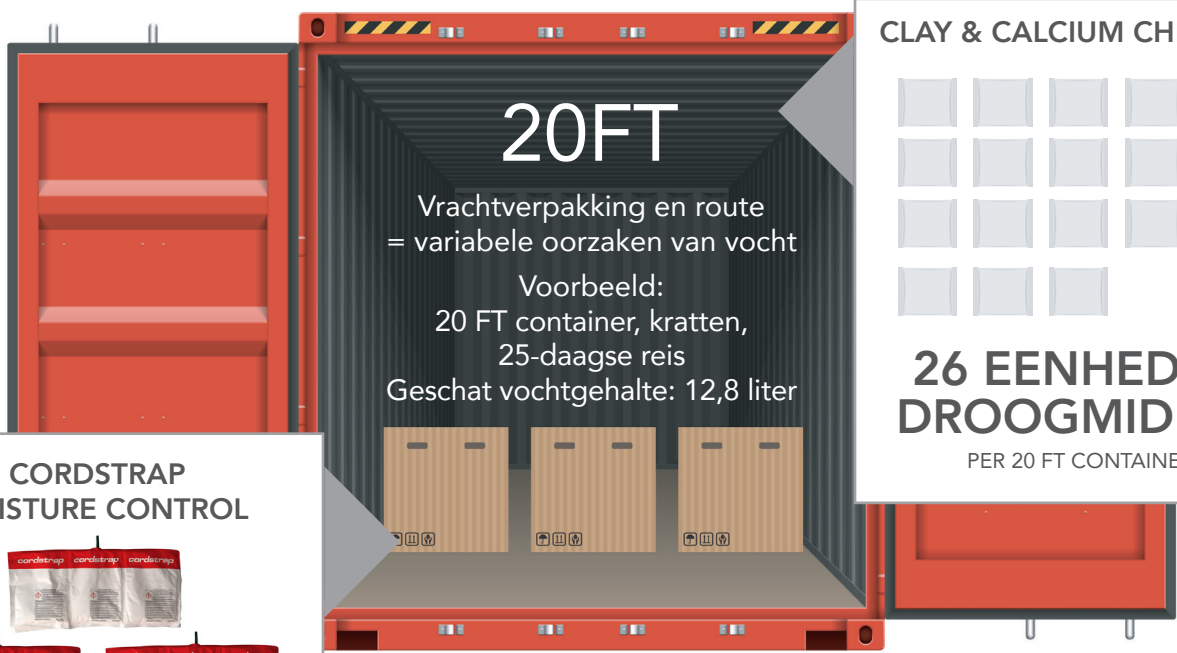 20FT
Vrachtverpakking en route
= variabele oorzaken van vocht
Voorbeeld:
20 FT container, kratten,
25-daagse reis
Geschat vochtgehalte: 12,8 liter
CLAY & CALCIUM CH
26 EENHED
DROOGMID
PER 20 FT CONTAINE
CORDSTRAP
ISTURE CONTROL
cordstrap cordstrap cordstrap